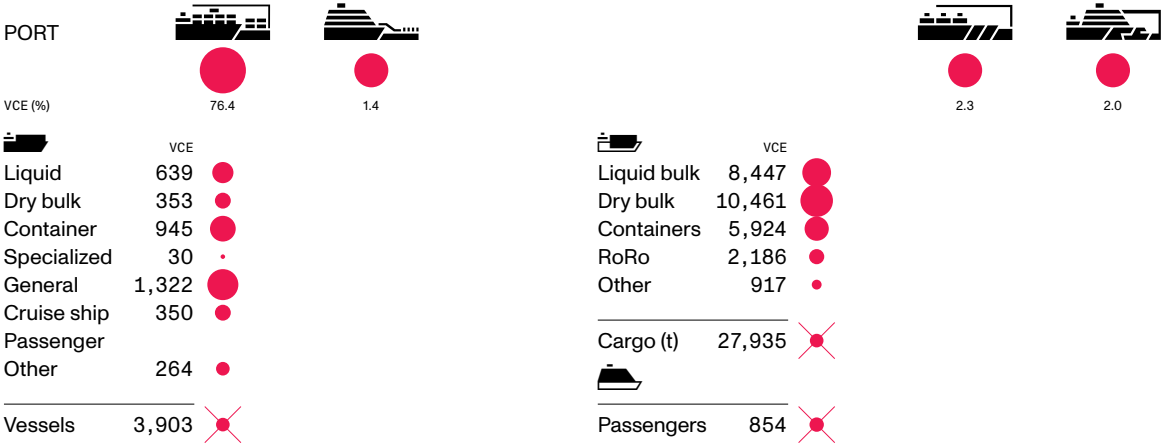 PORT
VCE (%) 76.4 1.4 2.3 2.0
VCE
Liquid 639
Dry bulk 353
Container 945
Specialized 30
General 1,322
Cruise ship 350
Passenger
Other 264
Vessels 3,903
VCE
Liquid bulk 8,447
Dry bulk 10,461
Containers 5,924
RoRo 2,186
Other 917
Cargo (t) 27,935
Passengers 854